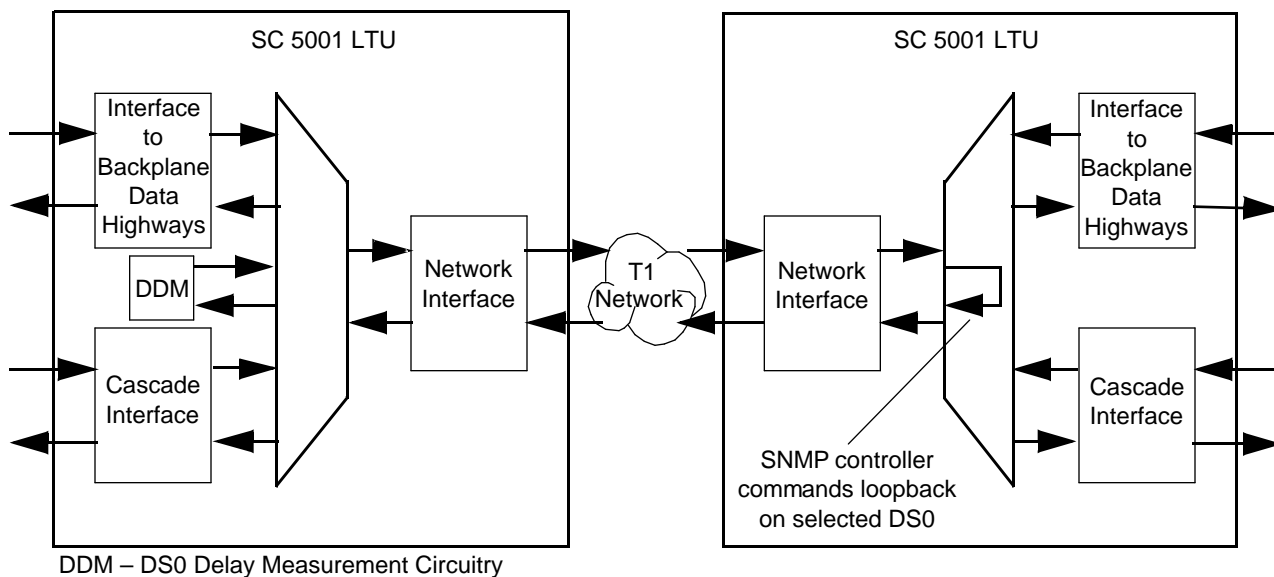 SC 5001 LTU
Interface
to
Backplane
Data
Highways
DDM
Cascade
Interface
Network
Interface
T1
Network
SC 5001 LTU
Network
Interface
Interface
to
Backplane
Data
Highways
Cascade
Interface
SNMP controller
commands loopback
on selected DS0
DDM – DS0 Delay Measurement Circuitry